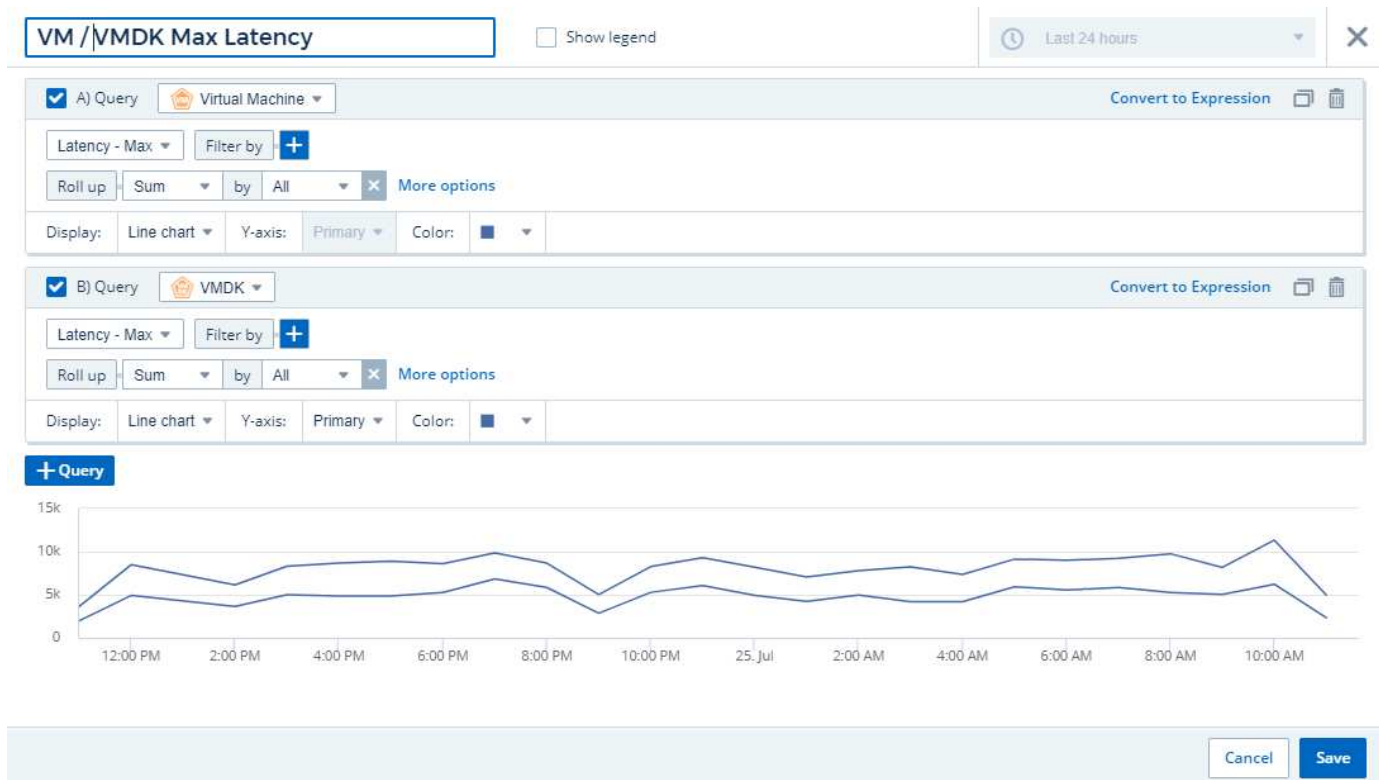 VM / VMDK Max Latency Show legend Last 24 hours
A) Query Virtual Machine Convert to Expression
Latency - Max Filter by +
Roll up Sum by All × More options
Display: Line chart Y-axis: Primary Color:
B) Query VMDK Convert to Expression
Latency - Max Filter by +
Roll up Sum by All × More options
Display: Line chart Y-axis: Primary Color:
+ Query
15k
10k
5k
0
12:00 PM 2:00 PM 4:00 PM 6:00 PM 8:00 PM 10:00 PM 25. Jul 2:00 AM 4:00 AM 6:00 AM 8:00 AM 10:00 AM
Cancel Save